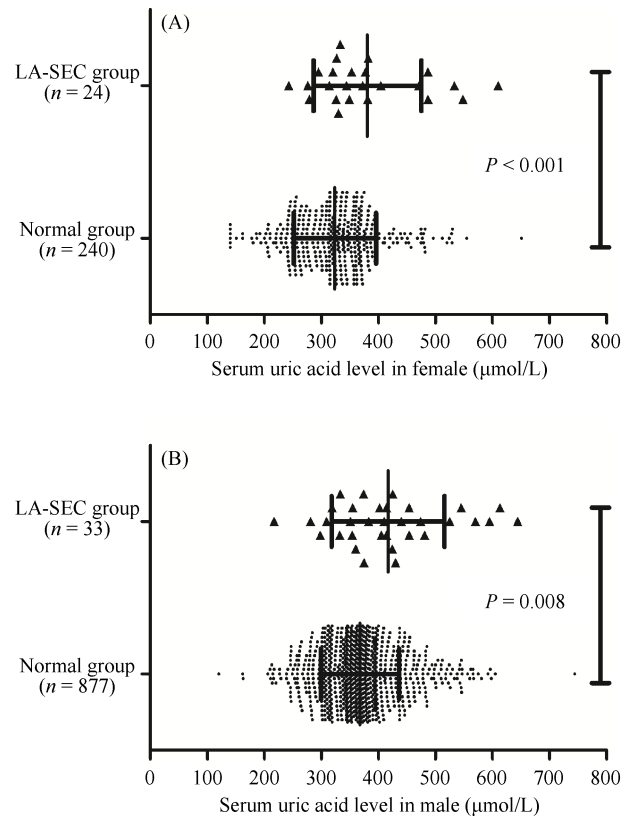 (A)
LA-SEC group
(n = 24)
P < 0.001
Normal group
(n = 240)
0 100 200 300 400 500 600 700 800
Serum uric acid level in female (μmol/L)
(B)
LA-SEC group
(n = 33)
P = 0.008
Normal group
(n = 877)
0 100 200 300 400 500 600 700 800
Serum uric acid level in male (μmol/L)